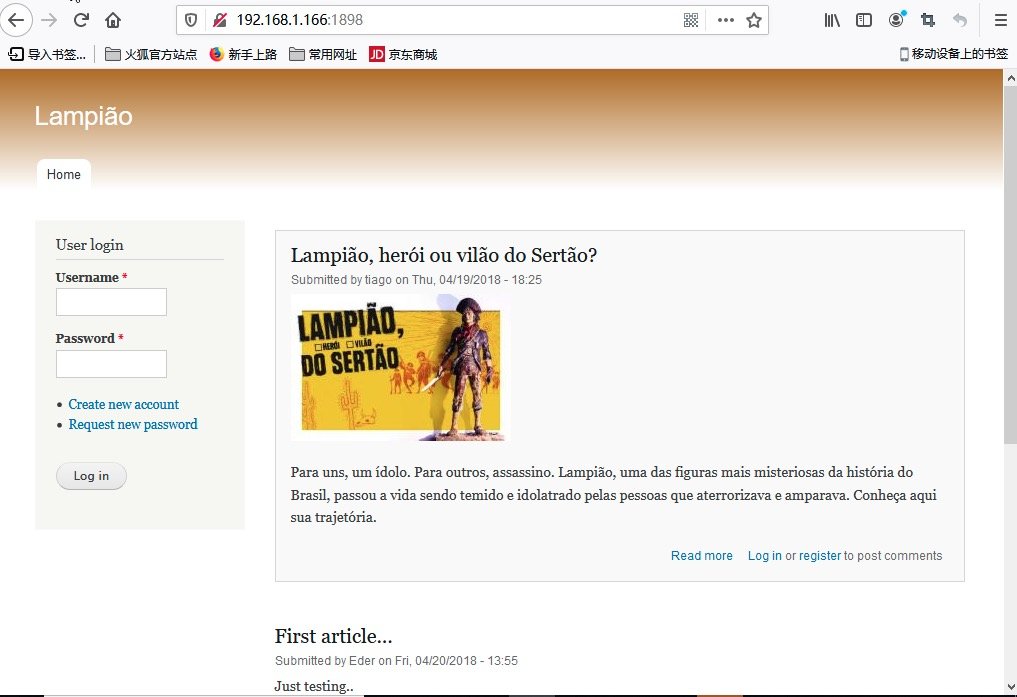 192.168.1.166:1898
导入书签... 火狐官方站点 新手上路 常用网址 JD 京东商城 移动设备上的书签
Lampião
Home
User login
Username *
Password *
Create new account
Request new password
Log in
Lampião, herói ou vilão do Sertão?
Submitted by tiago on Thu, 04/19/2018 - 18:25
LAMPIÃO,
HERÓI VILÃO
DO SERTÃO
Para uns, um ídolo. Para outros, assassino. Lampião, uma das figuras mais misteriosas da história do
Brasil, passou a vida sendo temido e idolatrado pelas pessoas que aterrorizava e amparava. Conheça aqui
sua trajetória.
Read more Log in or register to post comments
First article...
Submitted by Eder on Fri, 04/20/2018 - 13:55
Just testing..